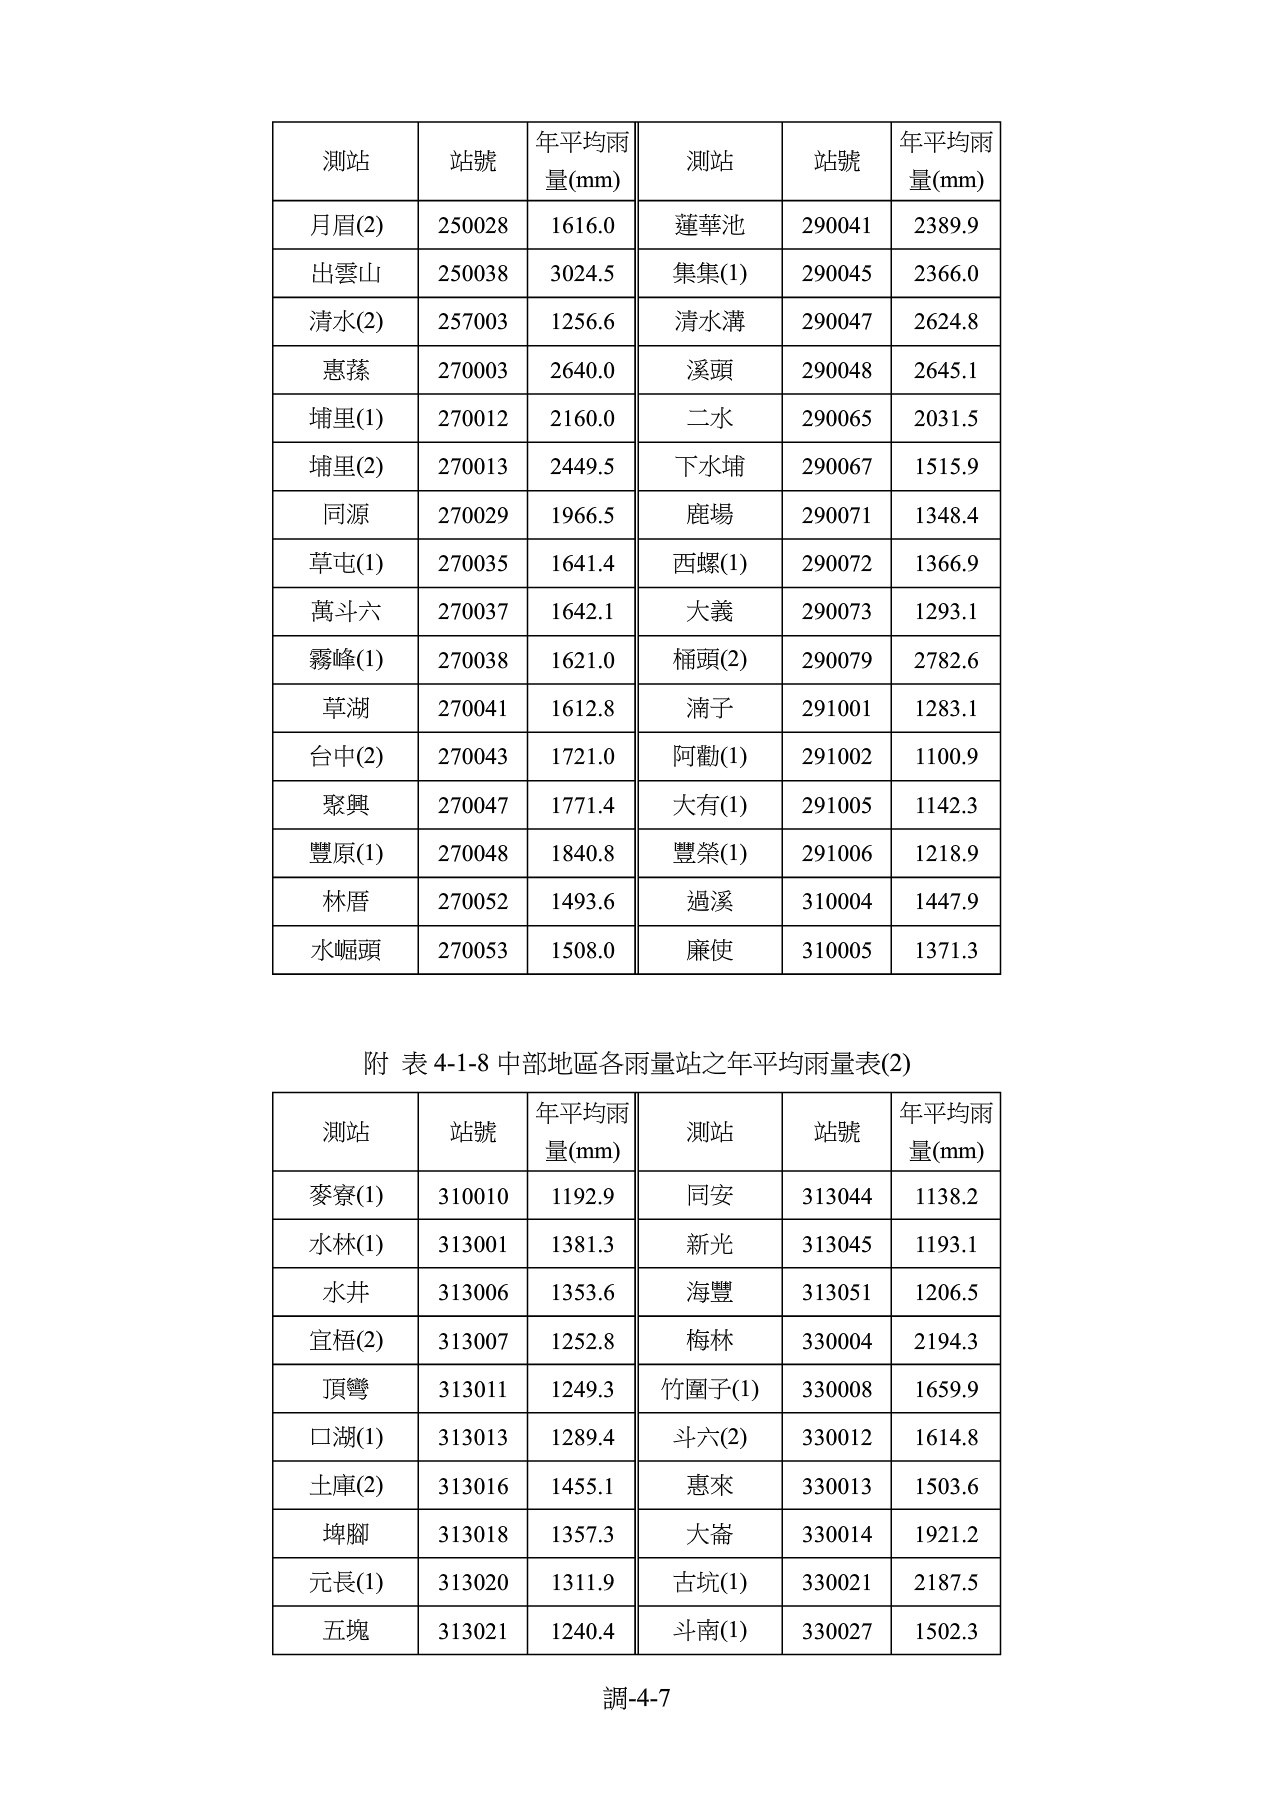 測站 站號 年平均雨量(mm) 測站 站號 年平均雨量(mm)
月眉(2) 250028 1616.0 蓮華池 290041 2389.9
出雲山 250038 3024.5 集集(1) 290045 2366.0
清水(2) 257003 1256.6 清水溝 290047 2624.8
惠蓀 270003 2640.0 溪頭 290048 2645.1
埔里(1) 270012 2160.0 二水 290065 2031.5
埔里(2) 270013 2449.5 下水埔 290067 1515.9
同源 270029 1966.5 鹿場 290071 1348.4
草屯(1) 270035 1641.4 西螺(1) 290072 1366.9
萬斗六 270037 1642.1 大義 290073 1293.1
霧峰(1) 270038 1621.0 桶頭(2) 290079 2782.6
草湖 270041 1612.8 湳子 291001 1283.1
台中(2) 270043 1721.0 阿勸(1) 291002 1100.9
聚興 270047 1771.4 大有(1) 291005 1142.3
豐原(1) 270048 1840.8 豐榮(1) 291006 1218.9
林厝 270052 1493.6 過溪 310004 1447.9
水崛頭 270053 1508.0 廉使 310005 1371.3
附 表 4-1-8 中部地區各雨量站之年平均雨量表(2)
測站 站號 年平均雨量(mm) 測站 站號 年平均雨量(mm)
麥寮(1) 310010 1192.9 同安 313044 1138.2
水林(1) 313001 1381.3 新光 313045 1193.1
水井 313006 1353.6 海豐 313051 1206.5
宜梧(2) 313007 1252.8 梅林 330004 2194.3
頂彎 313011 1249.3 竹圍子(1) 330008 1659.9
口湖(1) 313013 1289.4 斗六(2) 330012 1614.8
土庫(2) 313016 1455.1 惠來 330013 1503.6
埤腳 313018 1357.3 大崙 330014 1921.2
元長(1) 313020 1311.9 古坑(1) 330021 2187.5
五塊 313021 1240.4 斗南(1) 330027 1502.3
調-4-7